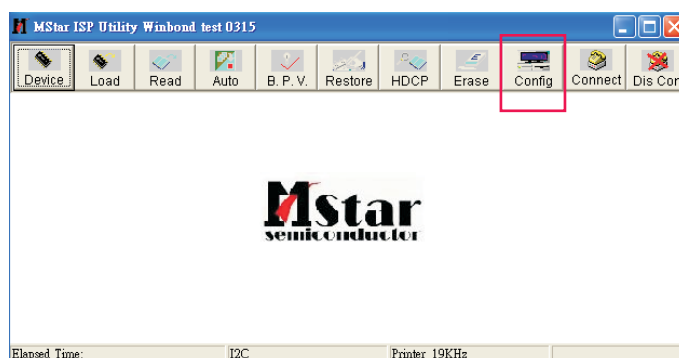 MStar ISP Utility Winbond test 0315
Device Load Read Auto B. P. V. Restore HDCP Erase Config Connect Dis Con
MStar
semiconductor
Elapsed Time: I2C Printer 19KHz